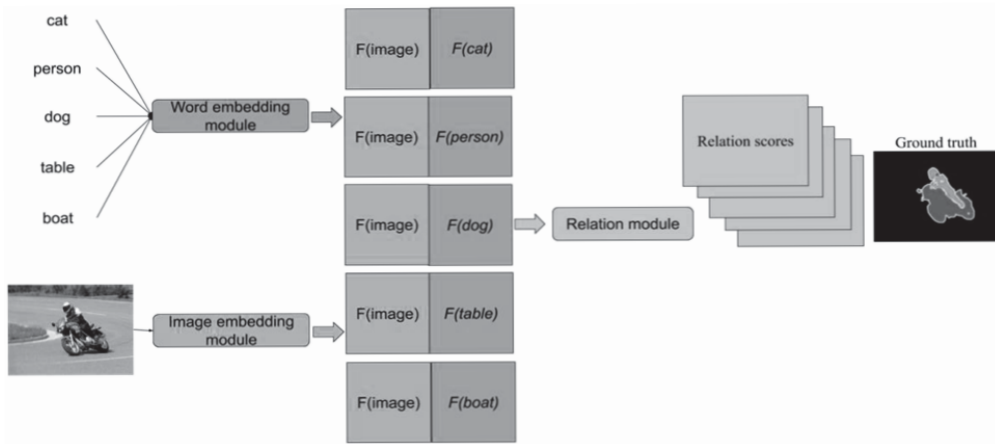 cat
person
dog
table
boat
Word embedding
module
Image embedding
module
F(image) F(cat)
F(image) F(person)
F(image) F(dog)
F(image) F(table)
F(image) F(boat)
Relation module
Relation scores
Ground truth